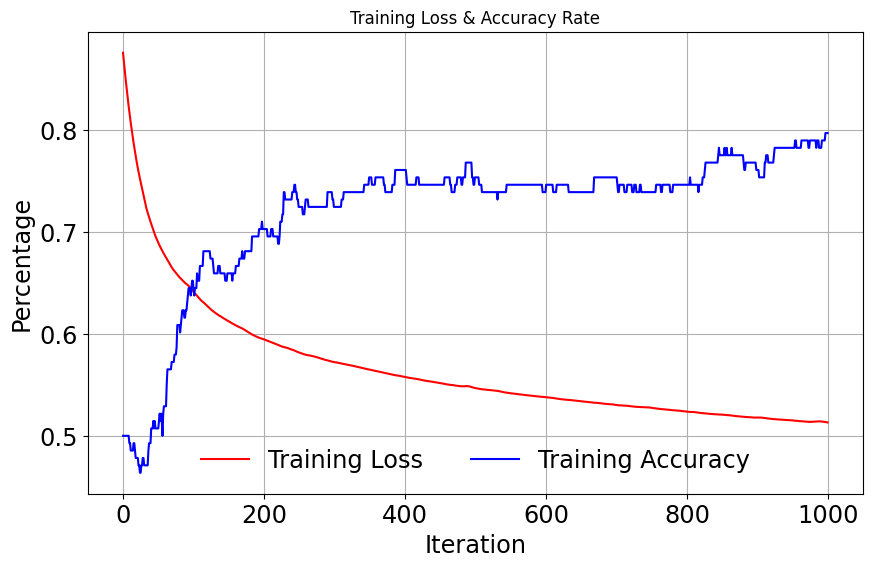 Training Loss & Accuracy Rate
Percentage
0.8
0.7
0.6
0.5
Training Loss
Training Accuracy
0
200
400
600
800
1000
Iteration